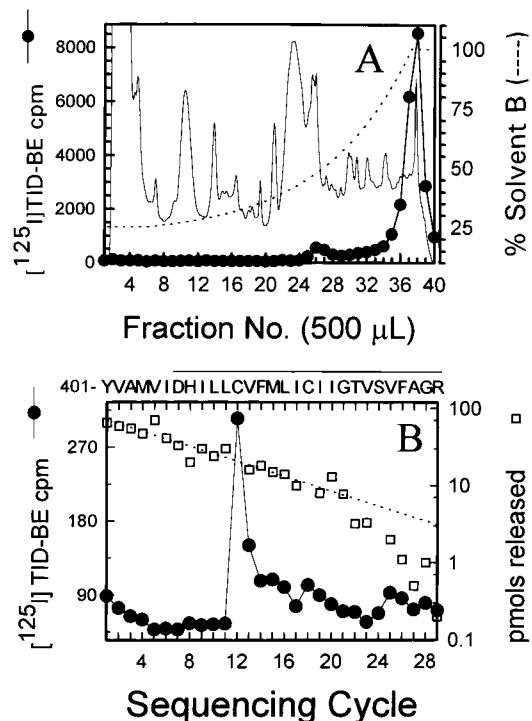 [125I]TID-BE cpm
8000
6000
4000
2000
0
A
100
75
50
25
% Solvent B (----)
4 8 12 16 20 24 28 32 36 40
Fraction No. (500 µL)
401- YVAMVIDHILLCVFMLICIIGTVSVFAGR
[125I] TID-BE cpm
270
180
90
B
100
10
1
0.1
pmols released
4 8 12 16 20 24 28
Sequencing Cycle